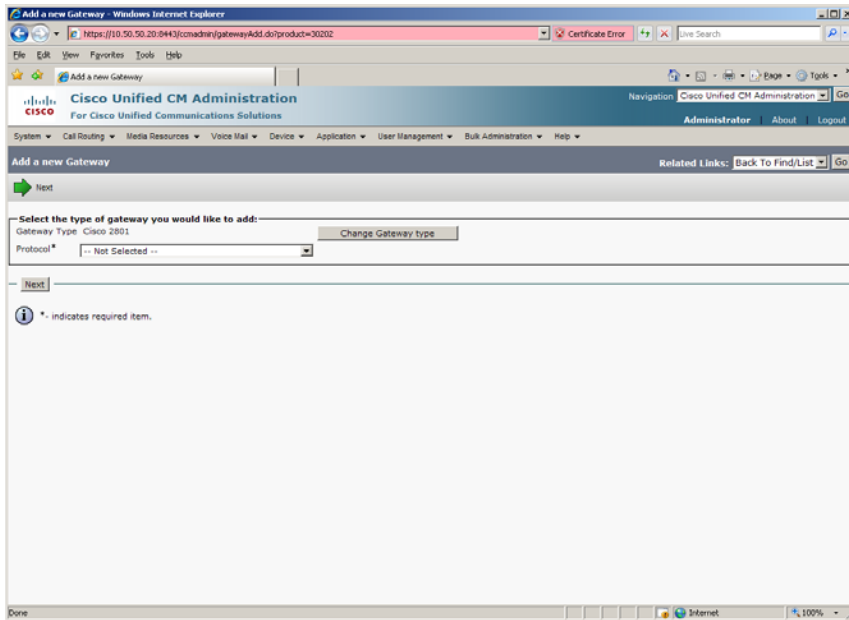 Add a new Gateway - Windows Internet Explorer
https://10.50.50.20:8443/ccmadmin/gatewayAdd.do?product=30202
Certificate Error
Live Search
File Edit View Favorites Tools Help
Add a new Gateway
Page Tools
CISCO
Cisco Unified CM Administration
For Cisco Unified Communications Solutions
Navigation Cisco Unified CM Administration Go
Administrator About Logout
System Call Routing Media Resources Voice Mail Device Application User Management Bulk Administration Help
Add a new Gateway
Related Links: Back To Find/List Go
Next
Select the type of gateway you would like to add:
Gateway Type Cisco 2801
Change Gateway type
Protocol* -- Not Selected --
Next
*- indicates required item.
Done
Internet
100%